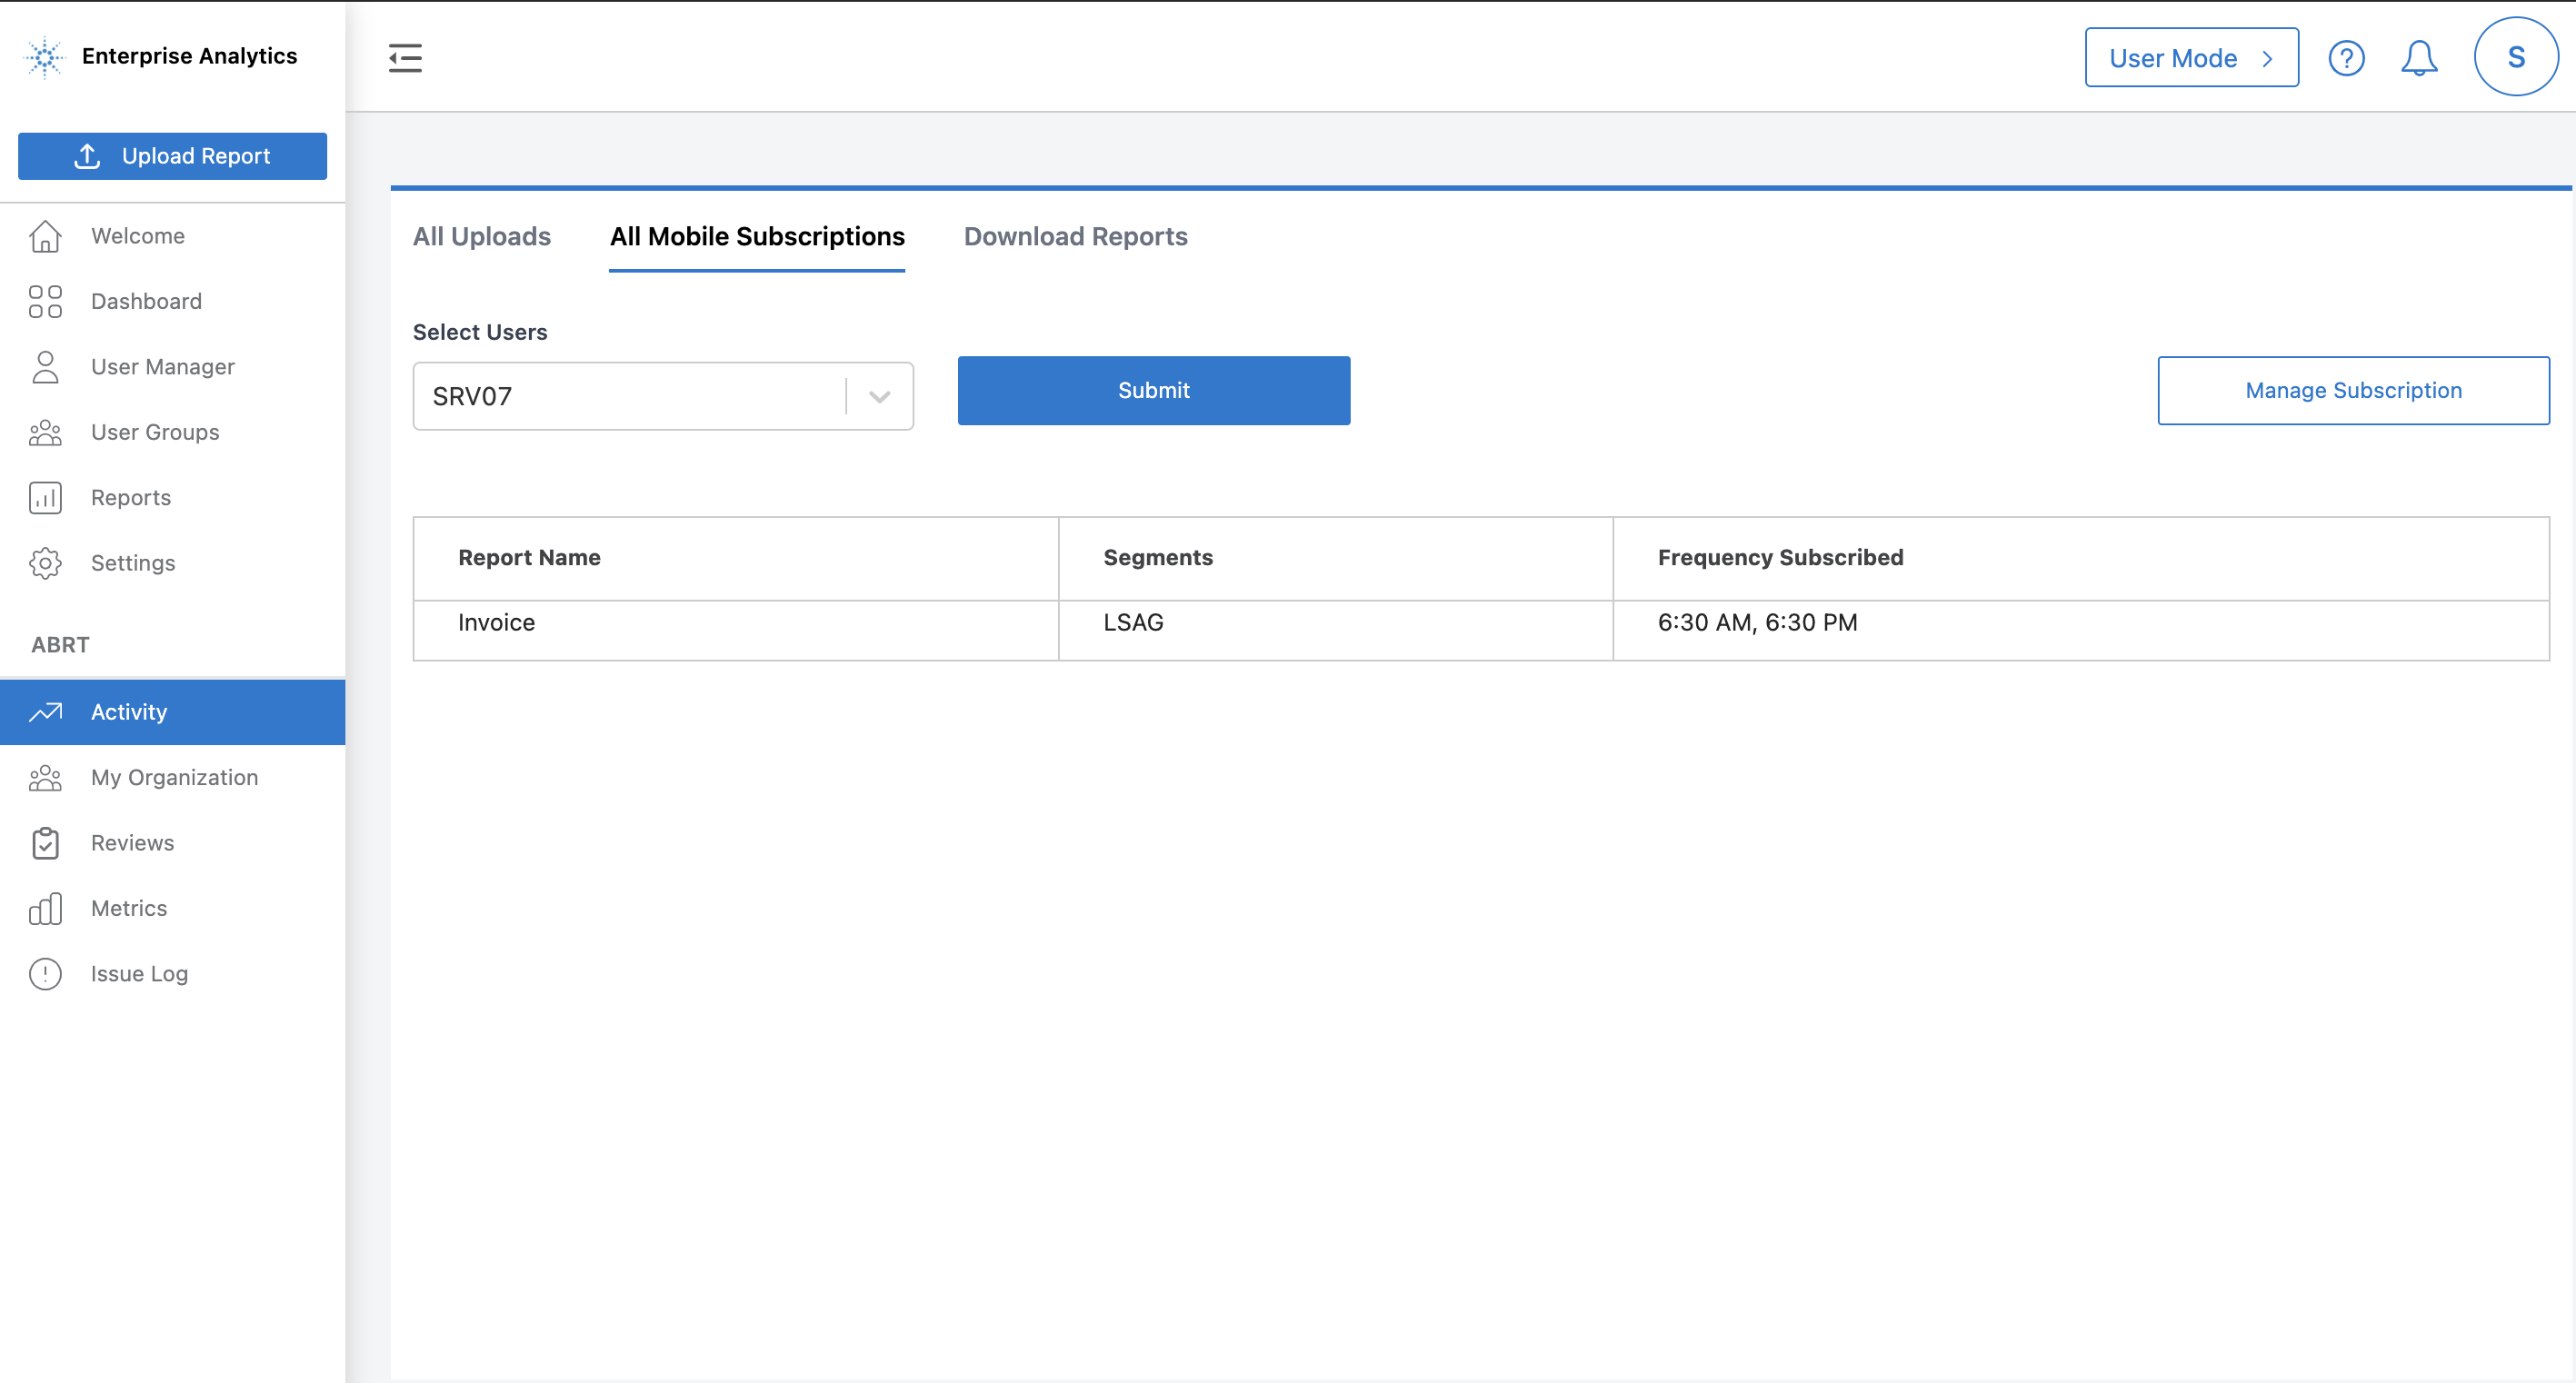 Enterprise Analytics
User Mode
S
Upload Report
Welcome
Dashboard
User Manager
User Groups
Reports
Settings
ABRT
Activity
My Organization
Reviews
Metrics
Issue Log
All Uploads
All Mobile Subscriptions
Download Reports
Select Users
SRV07
Submit
Manage Subscription
Report Name
Segments
Frequency Subscribed
Invoice
LSAG
6:30 AM, 6:30 PM